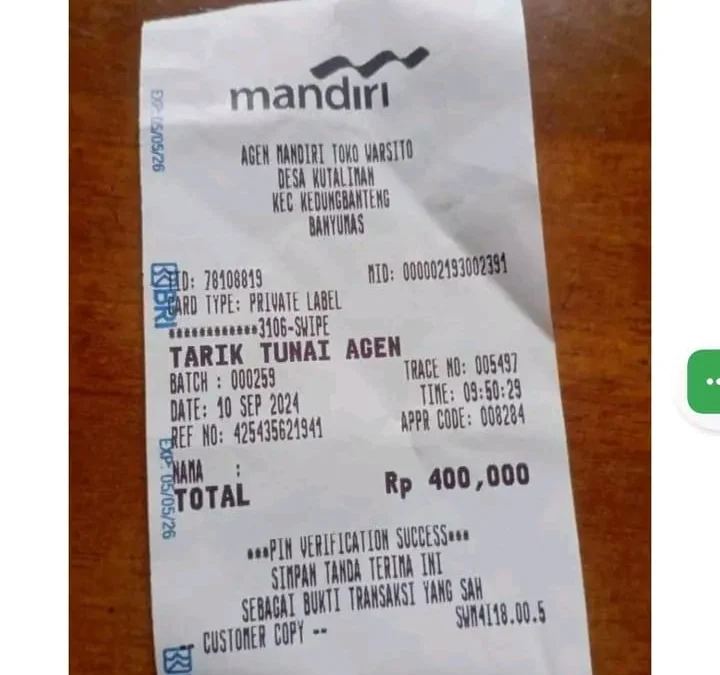 mandiri
AGEN MANDIRI TOKO WARSITO
DESA KUTALIMAN
KEC KEDUNGBANTENG
BANYUMAS
TID: 78108819 MID: 000002193002391
CARD TYPE: PRIVATE LABEL
************3106-SWIPE
TARIK TUNAI AGEN
BATCH : 000259 TRACE NO: 005497
DATE: 10 SEP 2024 TIME: 09:50:29
REF NO: 425435621941 APPR CODE: 008284
NAMA :
TOTAL Rp 400,000
***PIN VERIFICATION SUCCESS***
SIMPAN TANDA TERIMA INI
SEBAGAI BUKTI TRANSAKSI YANG SAH
SWM4I18.00.5
-- CUSTOMER COPY --
EXP: 05/05/26
BRI
EXP: 05/05/26